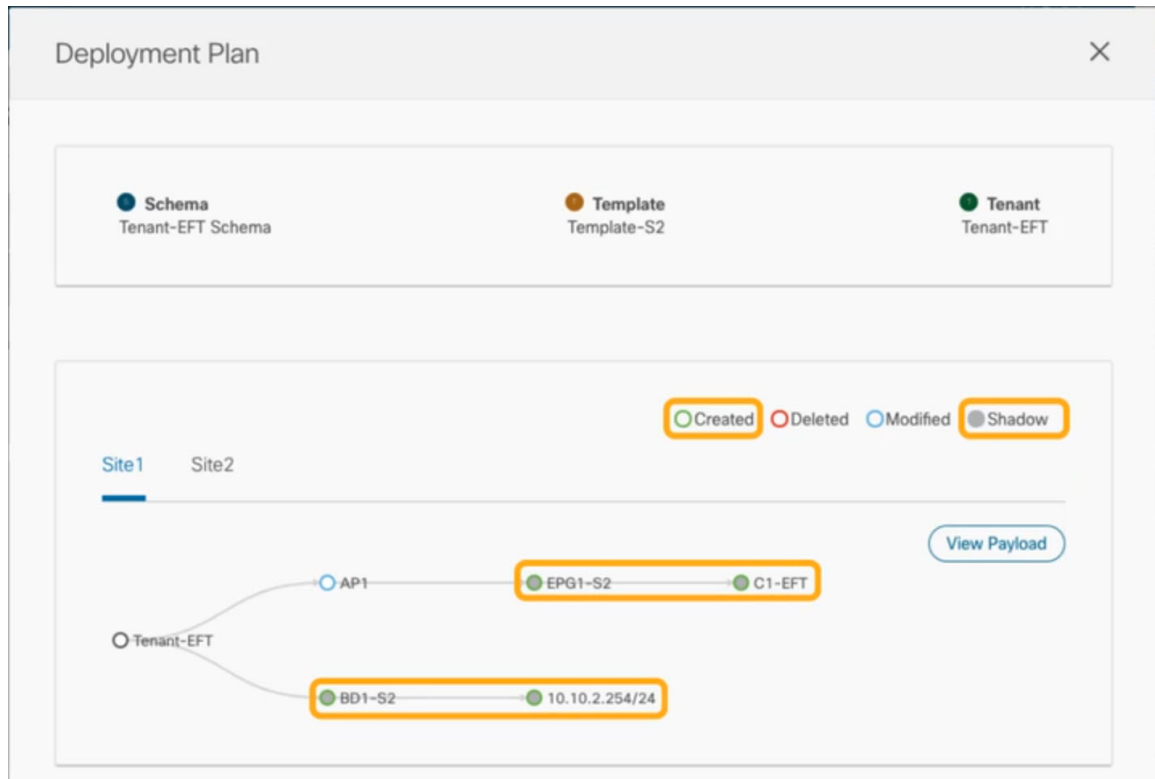 Deployment Plan
Schema
Tenant-EFT Schema
Template
Template-S2
Tenant
Tenant-EFT
Created Deleted Modified Shadow
Site1 Site2
View Payload
AP1 EPG1-S2 C1-EFT
Tenant-EFT
BD1-S2 10.10.2.254/24